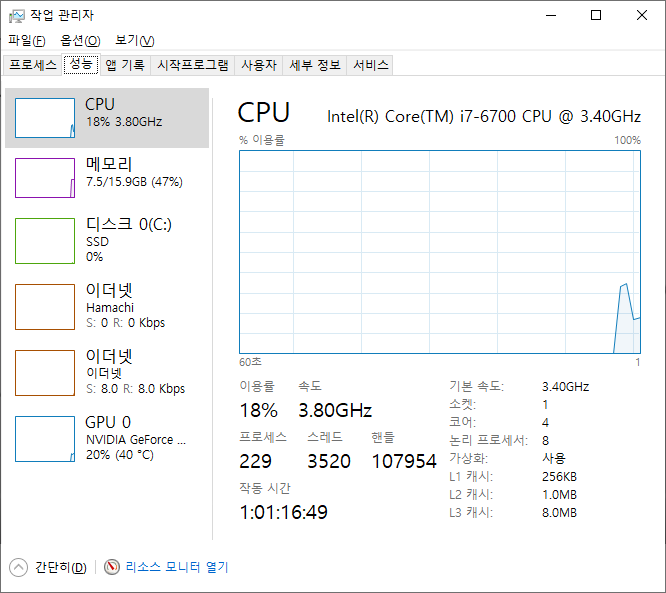 작업 관리자
파일(F) 옵션(O) 보기(V)
프로세스 성능 앱 기록 시작프로그램 사용자 세부 정보 서비스
CPU
18% 3.80GHz
메모리
7.5/15.9GB (47%)
디스크 0(C:)
SSD
0%
이더넷
Hamachi
S: 0 R: 0 Kbps
이더넷
이더넷
S: 8.0 R: 8.0 Kbps
GPU 0
NVIDIA GeForce ...
20% (40 °C)
CPU Intel(R) Core(TM) i7-6700 CPU @ 3.40GHz
% 이용률 100%
60초 1
이용률 속도
18% 3.80GHz
프로세스 스레드 핸들
229 3520 107954
작동 시간
1:01:16:49
기본 속도: 3.40GHz
소켓: 1
코어: 4
논리 프로세서: 8
가상화: 사용
L1 캐시: 256KB
L2 캐시: 1.0MB
L3 캐시: 8.0MB
간단히(D) 리소스 모니터 열기